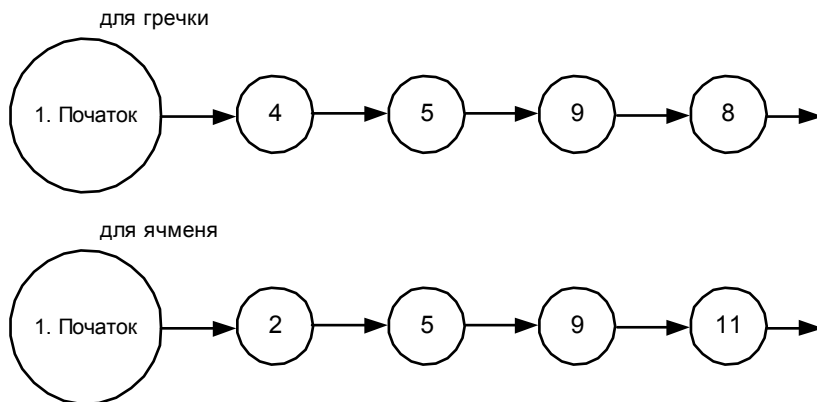 для гречки
1. Початок 4 5 9 8
для ячменя
1. Початок 2 5 9 11